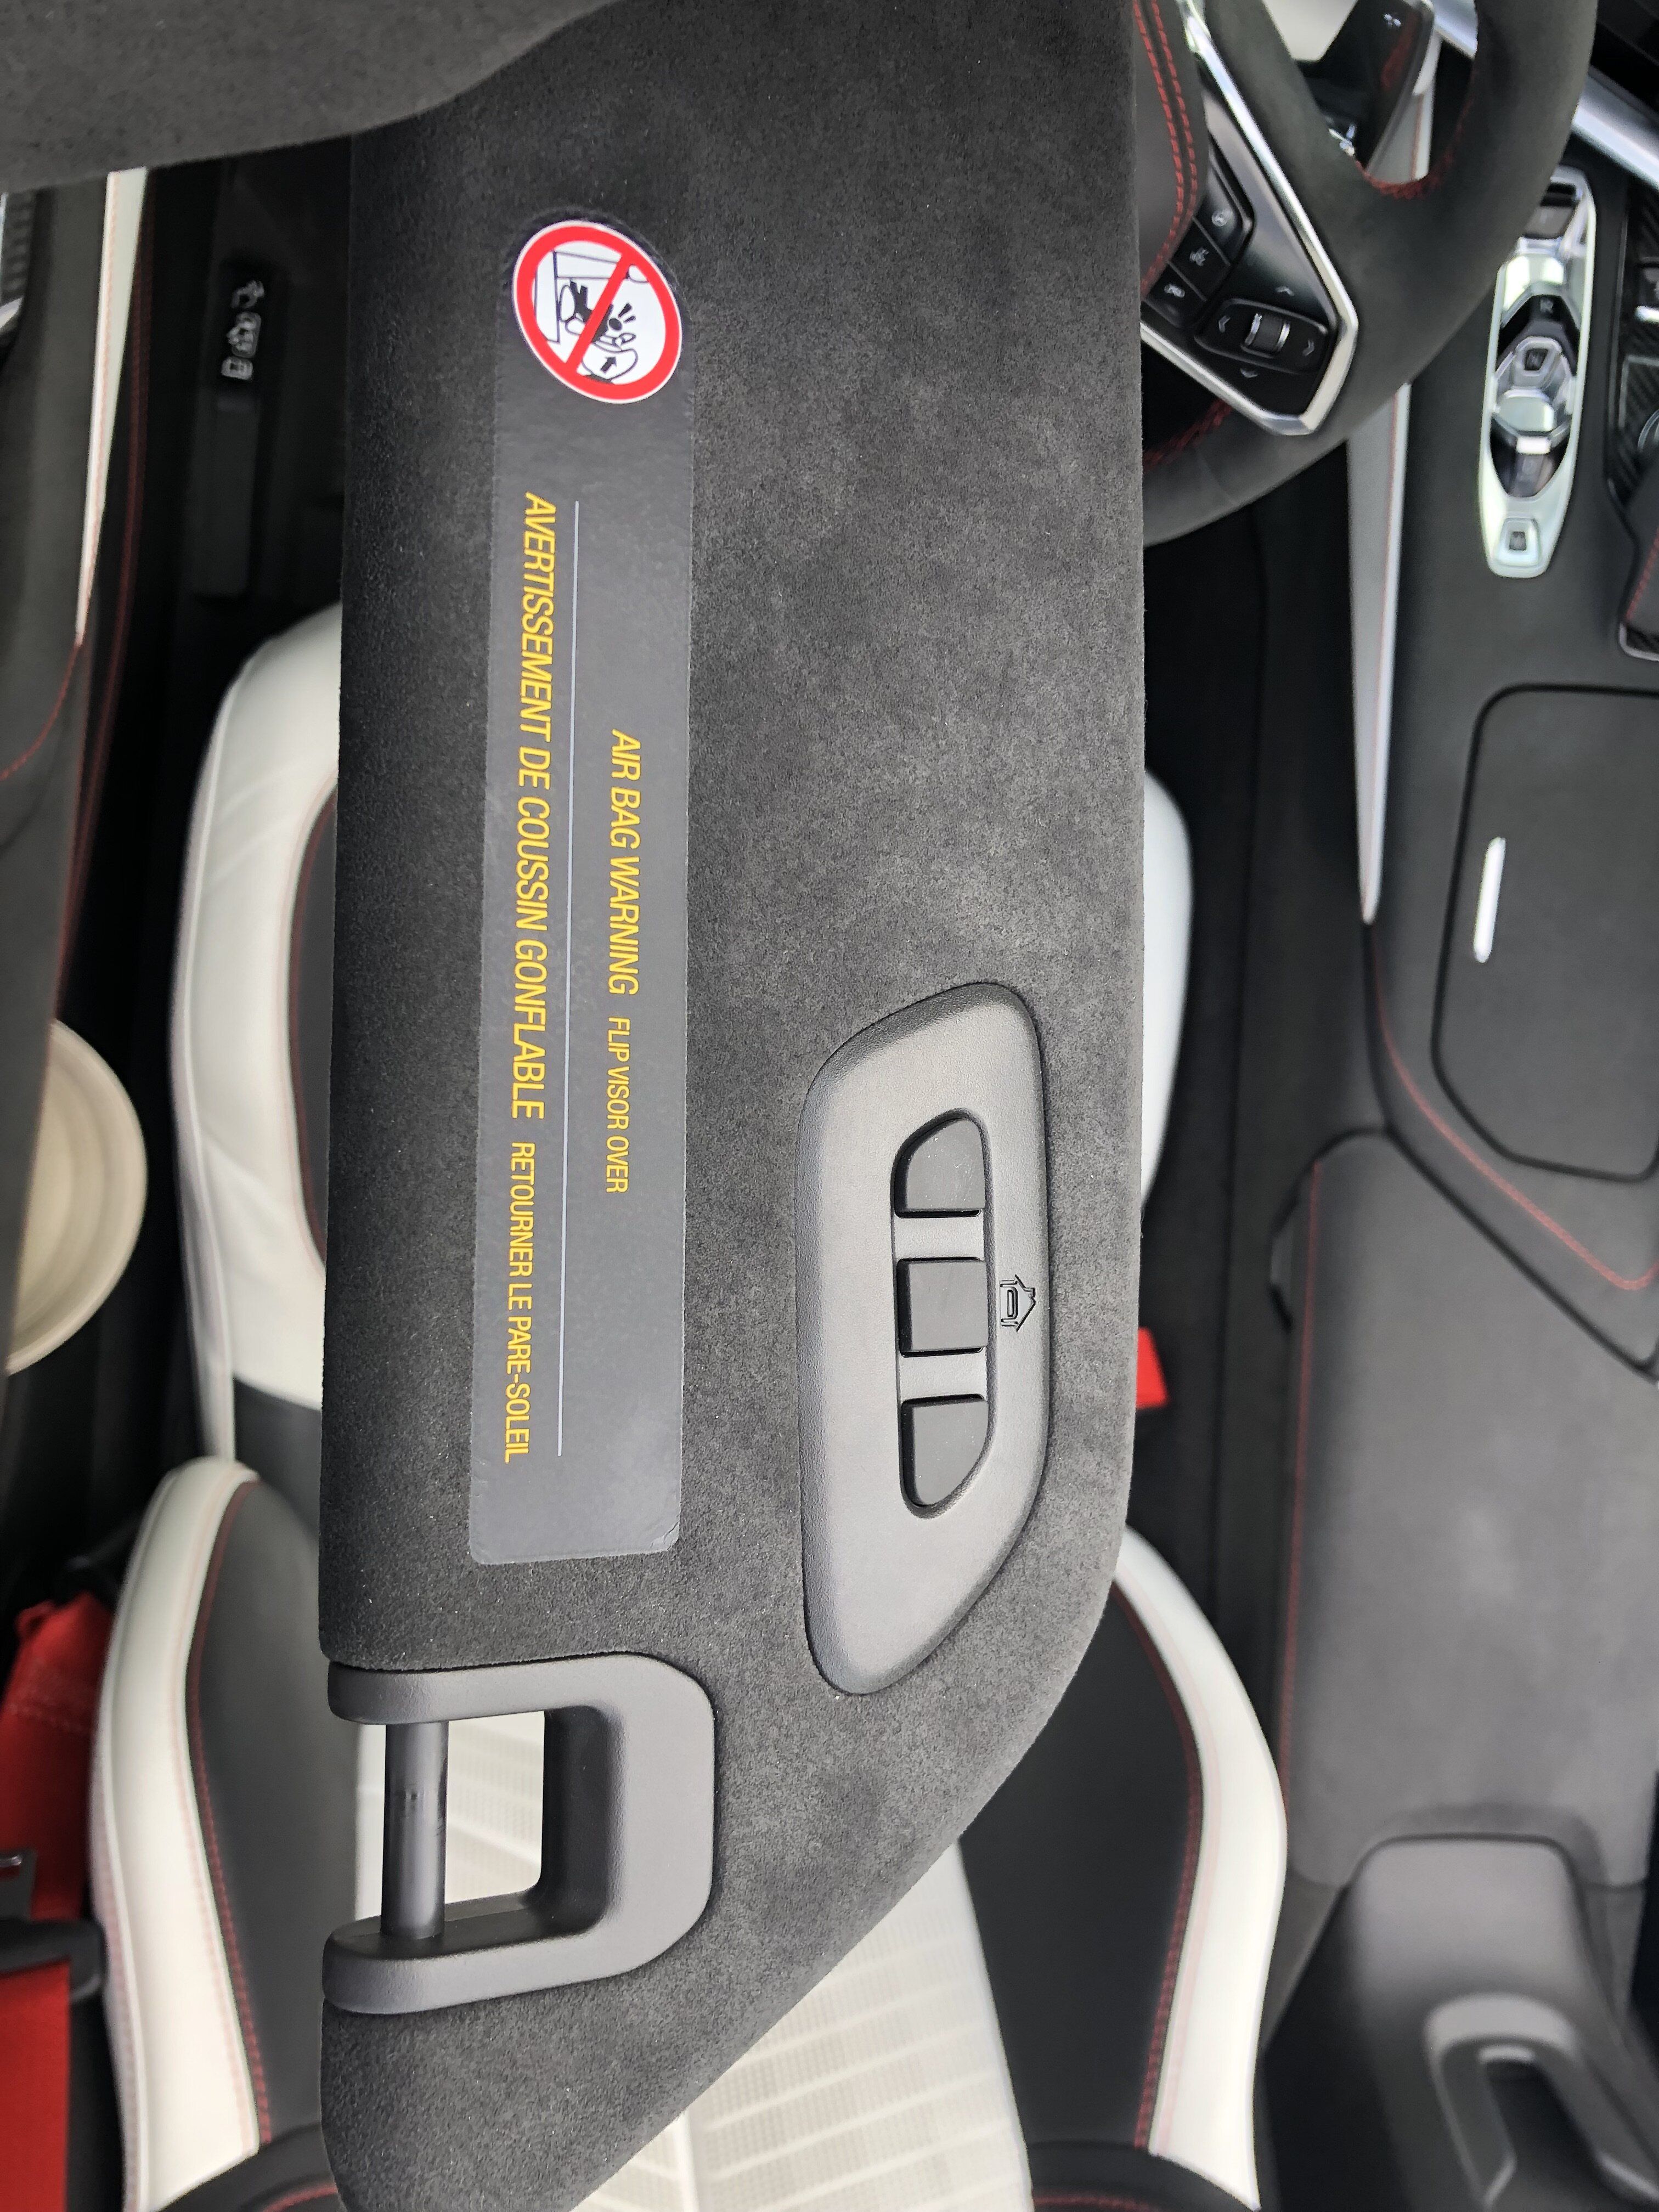 AIR BAG WARNING FLIP VISOR OVER
AVERTISSEMENT DE COUSSIN GONFLABLE RETOURNER LE PARE-SOLEIL